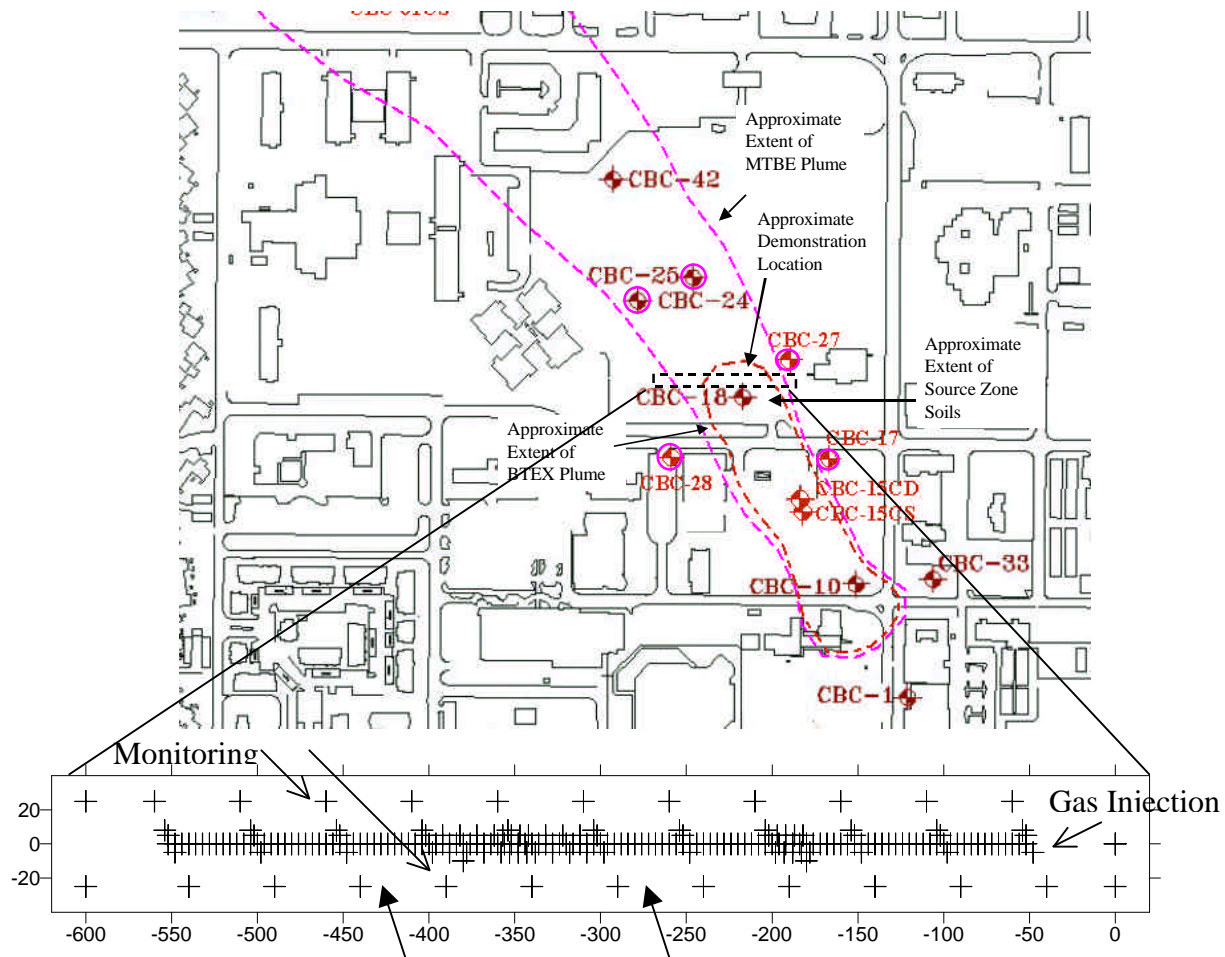 CBC-01CS
Approximate
Extent of
MTBE Plume
CBC-42
Approximate
Demonstration
Location
CBC-25
CBC-24
CBC-27
Approximate
Extent of
Source Zone
Soils
CBC-18
Approximate
Extent of
BTEX Plume
CBC-17
CBC-28
CBC-15CD
CBC-15CS
CBC-10
CBC-33
CBC-1
Monitoring
Gas Injection
20
0
-20
-600 -550 -500 -450 -400 -350 -300 -250 -200 -150 -100 -50 0